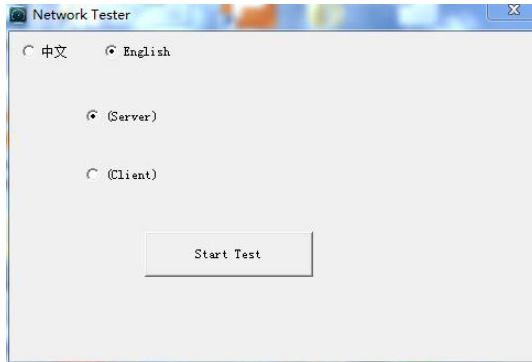 Network Tester
中文 English
(Server)
(Client)
Start Test